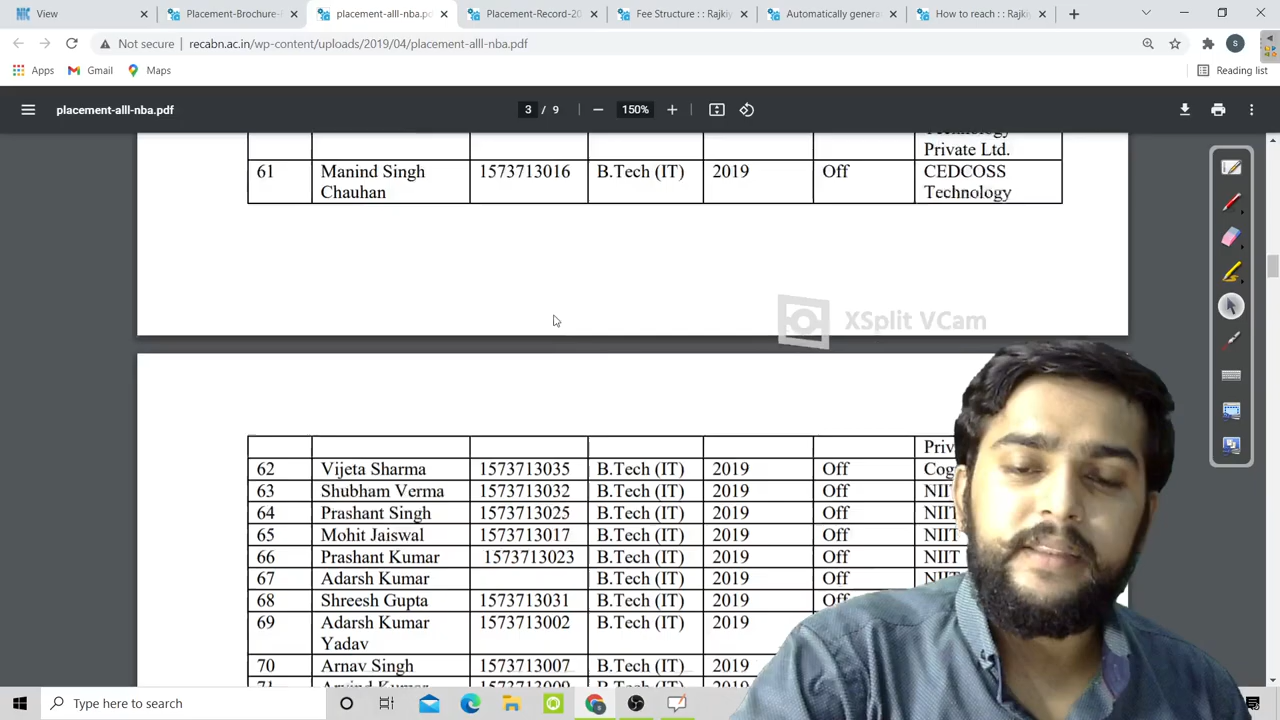 View
Placement-Brochure-
placement-alll-nba.pd
Placement-Record-20
Fee Structure : : Rajkiy
Automatically genera
How to reach : : Rajki
Not secure
recabn.ac.in/wp-content/uploads/2019/04/placement-alll-nba.pdf
Apps
Gmail
Maps
Reading list
placement-alll-nba.pdf
3 / 9
150%
Private Ltd.
61 Manind Singh 1573713016 B.Tech (IT) 2019 Off CEDCOSS
Chauhan Technology
XSplit VCam
62 Vijeta Sharma 1573713035 B.Tech (IT) 2019 Off
63 Shubham Verma 1573713032 B.Tech (IT) 2019 Off
64 Prashant Singh 1573713025 B.Tech (IT) 2019 Off
65 Mohit Jaiswal 1573713017 B.Tech (IT) 2019 Off
66 Prashant Kumar 1573713023 B.Tech (IT) 2019 Off NIIT
67 Adarsh Kumar B.Tech (IT) 2019 Off
68 Shreesh Gupta 1573713031 B.Tech (IT) 2019 Off
69 Adarsh Kumar 1573713002 B.Tech (IT) 2019
Yadav
70 Arnav Singh 1573713007 B.Tech (IT) 2019
Type here to search